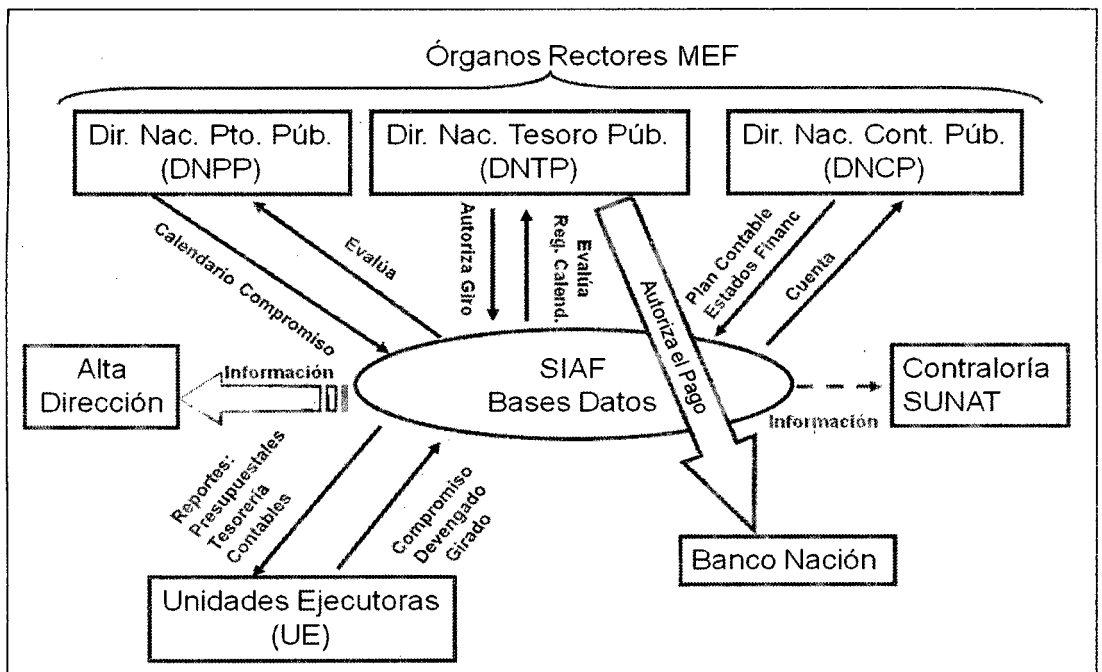 Órganos Rectores MEF
Dir. Nac. Pto. Púb.
(DNPP)
Dir. Nac. Tesoro Púb.
(DNTP)
Dir. Nac. Cont. Púb.
(DNCP)
Calendario Compromiso
Evalúa
Autoriza Giro
Evalúa
Reg. Calend.
Autoriza el Pago
Plan Contable
Estados Financ
Cuenta
Alta
Dirección
Información
SIAF
Bases Datos
Información
Contraloría
SUNAT
Reportes:
Presupuestales
Tesorería
Contables
Compromiso
Devengado
Girado
Banco Nación
Unidades Ejecutoras
(UE)